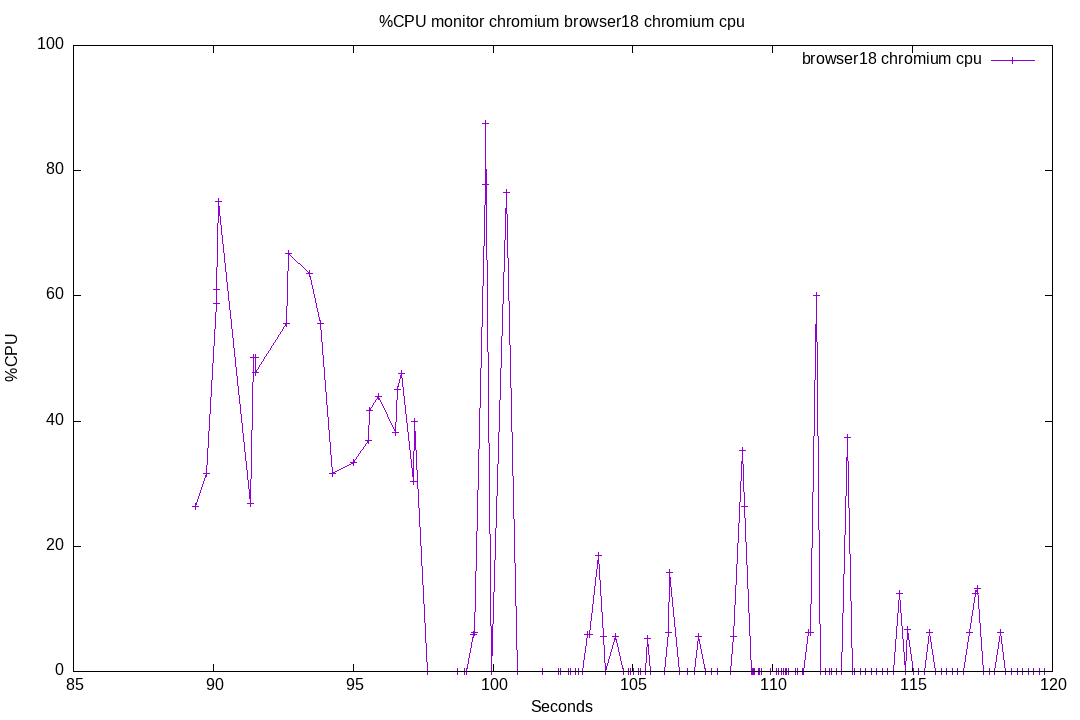 %CPU monitor chromium browser18 chromium cpu
browser18 chromium cpu
100
80
60
40
20
0
%CPU
85 90 95 100 105 110 115 120
Seconds